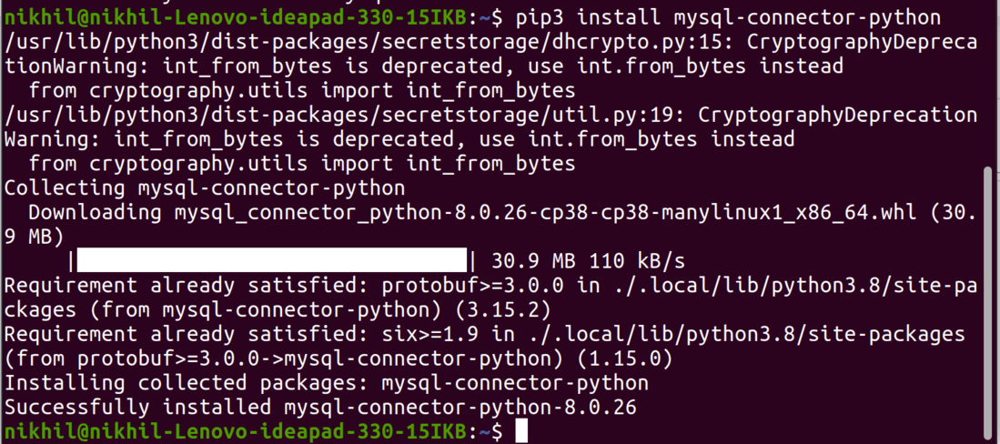 nikhil@nikhil-Lenovo-ideapad-330-15IKB:~$ pip3 install mysql-connector-python
/usr/lib/python3/dist-packages/secretstorage/dhcrypto.py:15: CryptographyDepreca
tionWarning: int_from_bytes is deprecated, use int.from_bytes instead
  from cryptography.utils import int_from_bytes
/usr/lib/python3/dist-packages/secretstorage/util.py:19: CryptographyDeprecation
Warning: int_from_bytes is deprecated, use int.from_bytes instead
  from cryptography.utils import int_from_bytes
Collecting mysql-connector-python
  Downloading mysql_connector_python-8.0.26-cp38-cp38-manylinux1_x86_64.whl (30.
9 MB)
     |████████████████████████████████| 30.9 MB 110 kB/s
Requirement already satisfied: protobuf>=3.0.0 in ./.local/lib/python3.8/site-pa
ckages (from mysql-connector-python) (3.15.2)
Requirement already satisfied: six>=1.9 in ./.local/lib/python3.8/site-packages
(from protobuf>=3.0.0->mysql-connector-python) (1.15.0)
Installing collected packages: mysql-connector-python
Successfully installed mysql-connector-python-8.0.26
nikhil@nikhil-Lenovo-ideapad-330-15IKB:~$